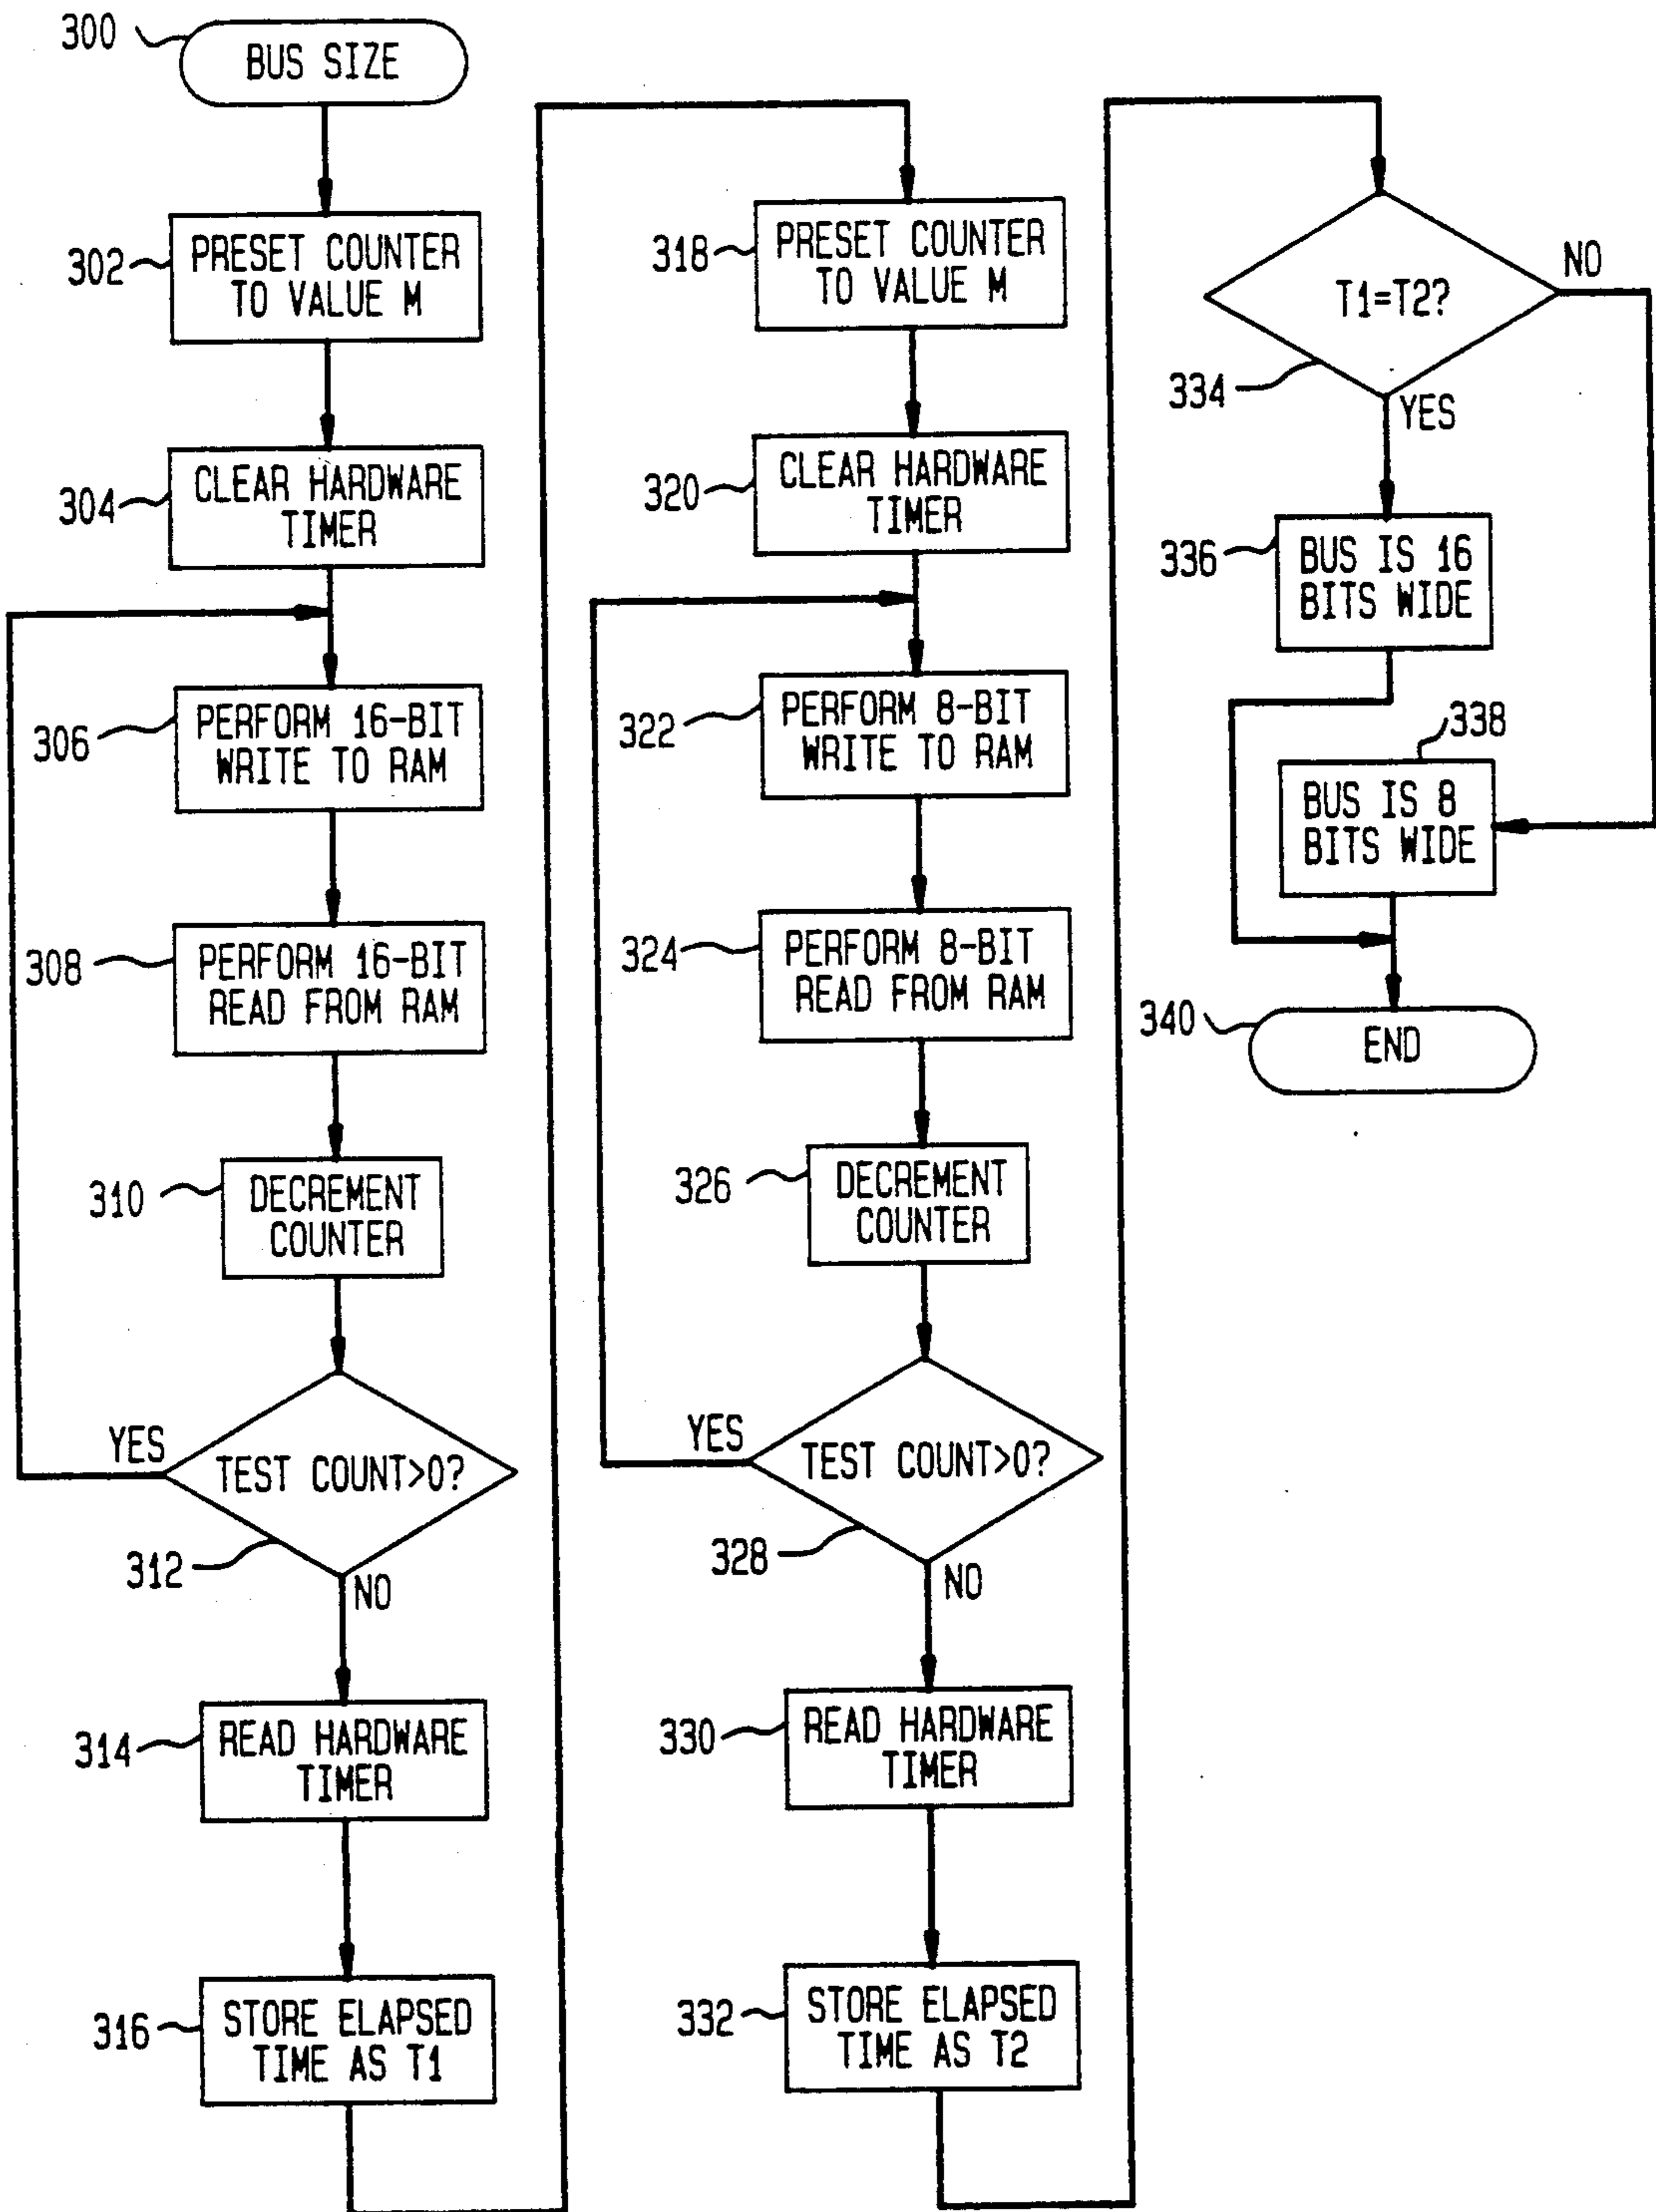 300
BUS SIZE
302
PRESET COUNTER
TO VALUE M
304
CLEAR HARDWARE
TIMER
306
PERFORM 16-BIT
WRITE TO RAM
308
PERFORM 16-BIT
READ FROM RAM
310
DECREMENT
COUNTER
YES
TEST COUNT>0?
312
NO
314
READ HARDWARE
TIMER
316
STORE ELAPSED
TIME AS T1
318
PRESET COUNTER
TO VALUE M
320
CLEAR HARDWARE
TIMER
322
PERFORM 8-BIT
WRITE TO RAM
324
PERFORM 8-BIT
READ FROM RAM
326
DECREMENT
COUNTER
YES
TEST COUNT>0?
328
NO
330
READ HARDWARE
TIMER
332
STORE ELAPSED
TIME AS T2
NO
T1=T2?
334
YES
336
BUS IS 16
BITS WIDE
338
BUS IS 8
BITS WIDE
340
END